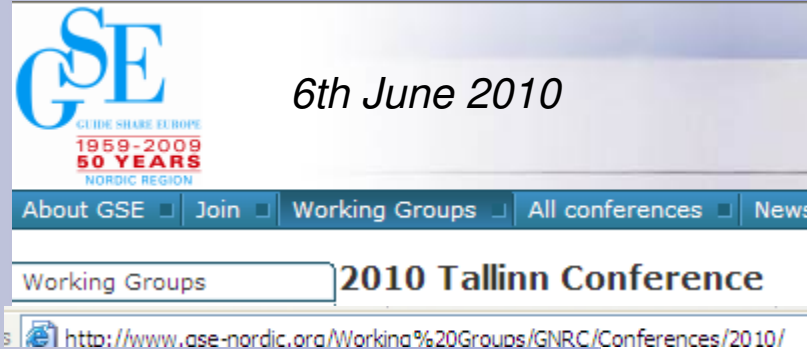 GSE
GUIDE SHARE EUROPE
1959-2009
50 YEARS
NORDIC REGION
6th June 2010
About GSE Join Working Groups All conferences News
Working Groups
2010 Tallinn Conference
s http://www.gse-nordic.org/Working%20Groups/GNRC/Conferences/2010/